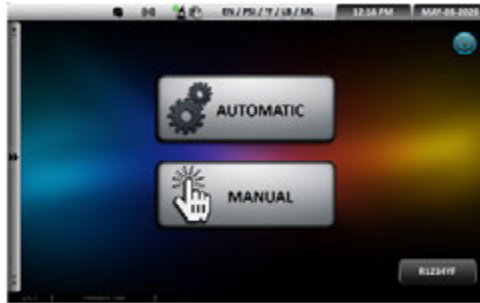 EN / PSI / °F / LB / ML 12:16 PM MAY-08-2020
AUTOMATIC
MANUAL
R1234YF